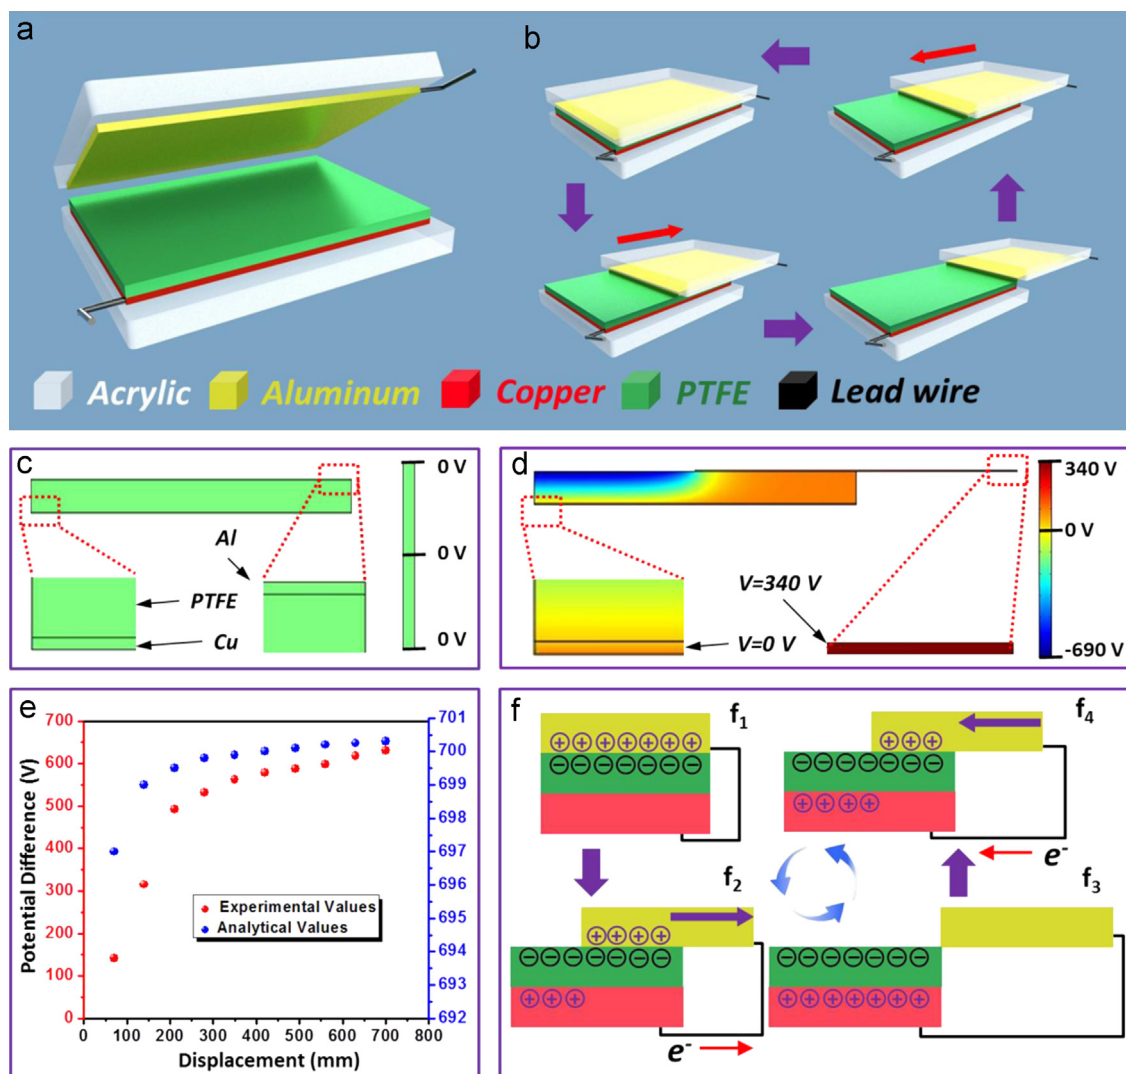 a
b
Acrylic Aluminum Copper PTFE Lead wire
c
0 V
Al
0 V
PTFE
Cu
0 V
d
340 V
0 V
V=340 V
V=0 V
-690 V
e
Potential Difference (V)
700
600
500
400
300
200
100
0
701
700
699
698
697
696
695
694
693
692
Experimental Values
Analytical Values
0 100 200 300 400 500 600 700 800
Displacement (mm)
f
f1
+ + + + + + +
− − − − − − −
f4
+ + +
− − − − − − −
+ + + +
e-
f2
+ + + +
− − − − − − −
+ + +
e-
f3
− − − − − − −
+ + + + + + +